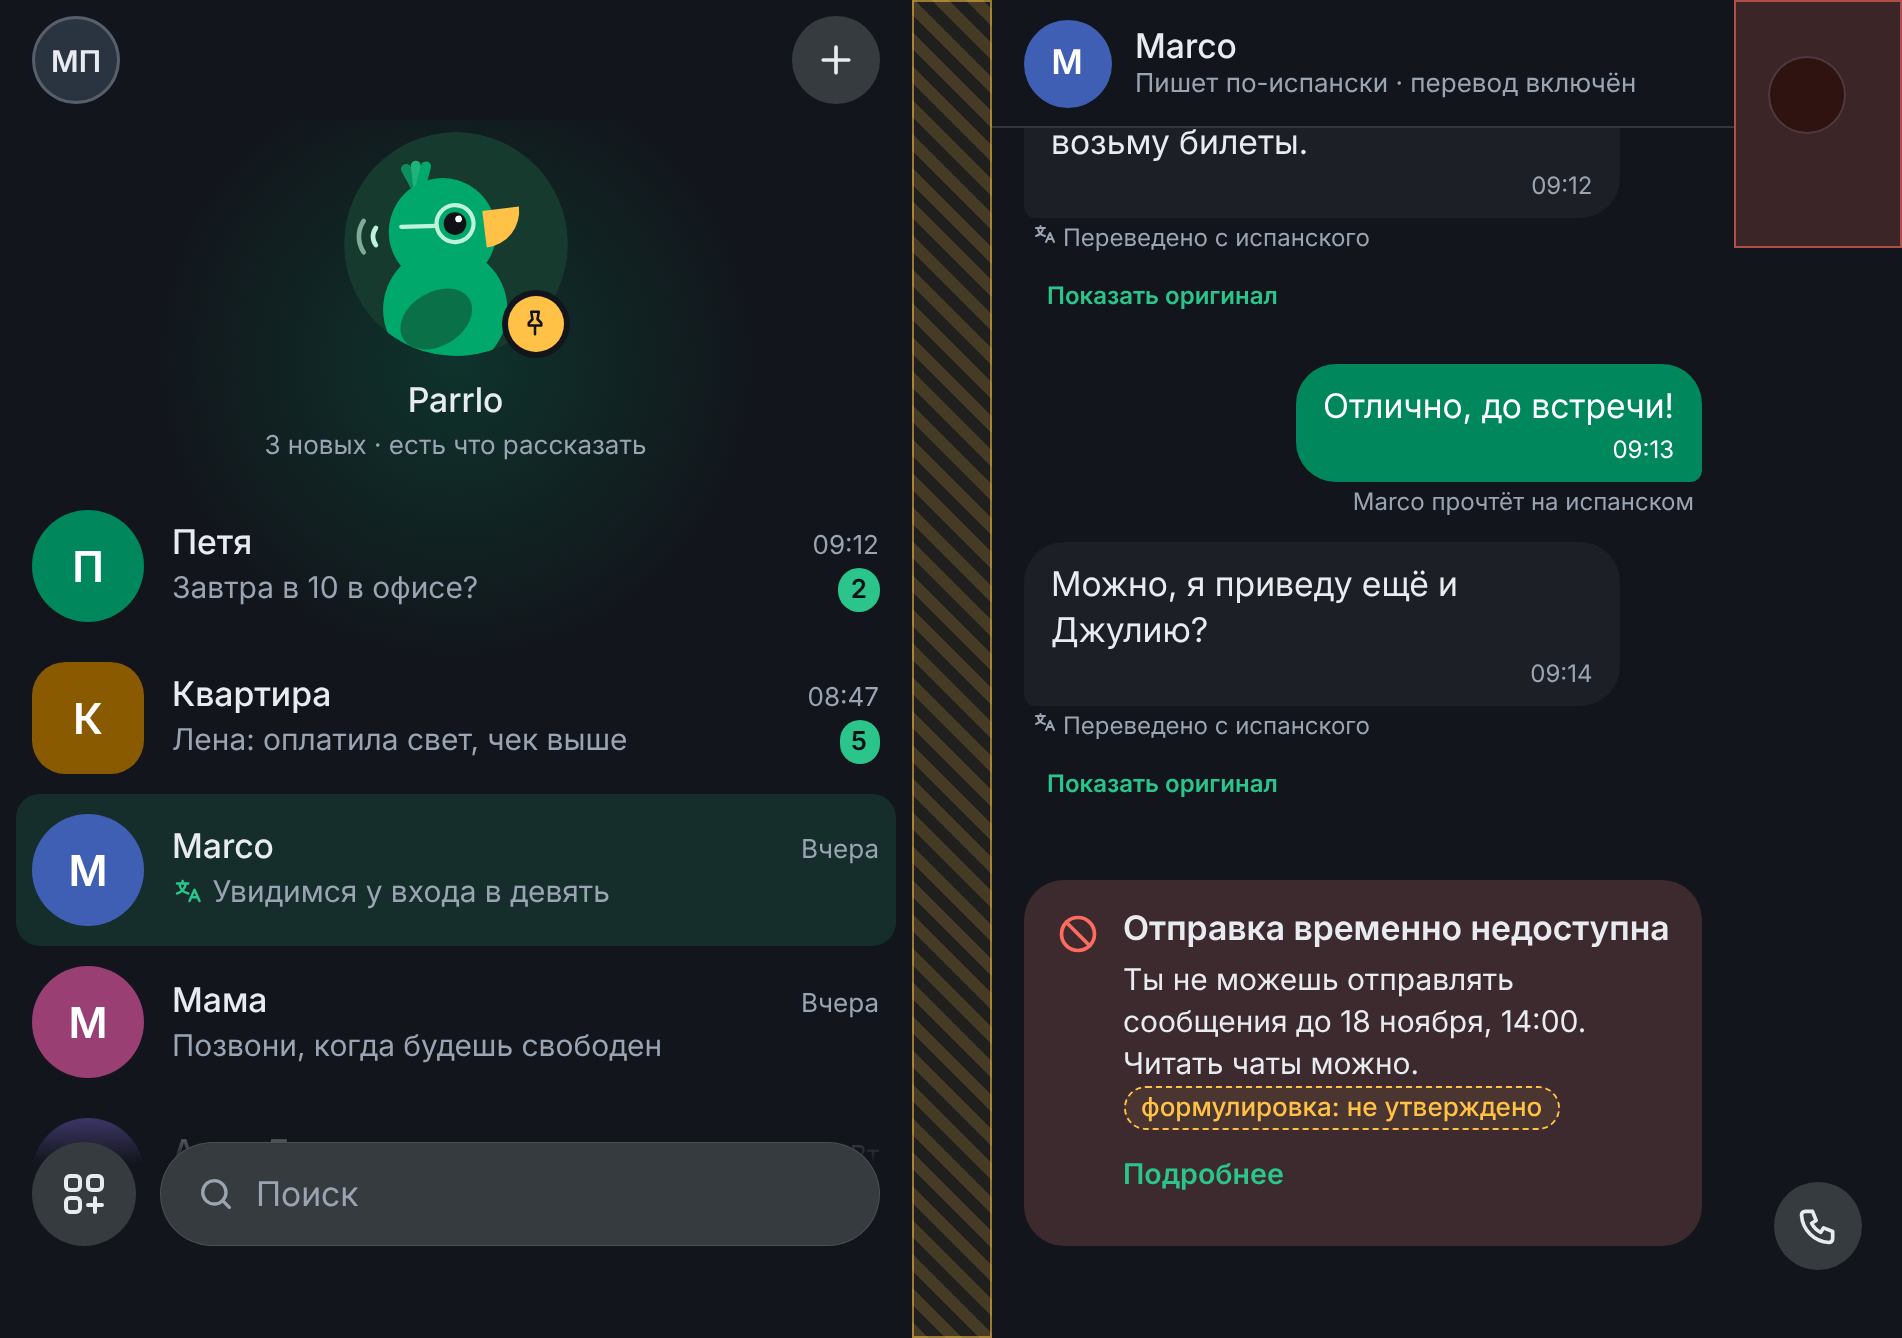 МП
Parrlo
3 новых · есть что рассказать
П
Петя
09:12
Завтра в 10 в офисе?
2
К
Квартира
08:47
Лена: оплатила свет, чек выше
5
M
Marco
Вчера
Увидимся у входа в девять
М
Мама
Вчера
Позвони, когда будешь свободен
Поиск
M
Marco
Пишет по-испански · перевод включён
возьму билеты.
09:12
Переведено с испанского
Показать оригинал
Отлично, до встречи!
09:13
Marco прочтёт на испанском
Можно, я приведу ещё и
Джулию?
09:14
Переведено с испанского
Показать оригинал
Отправка временно недоступна
Ты не можешь отправлять
сообщения до 18 ноября, 14:00.
Читать чаты можно.
формулировка: не утверждено
Подробнее